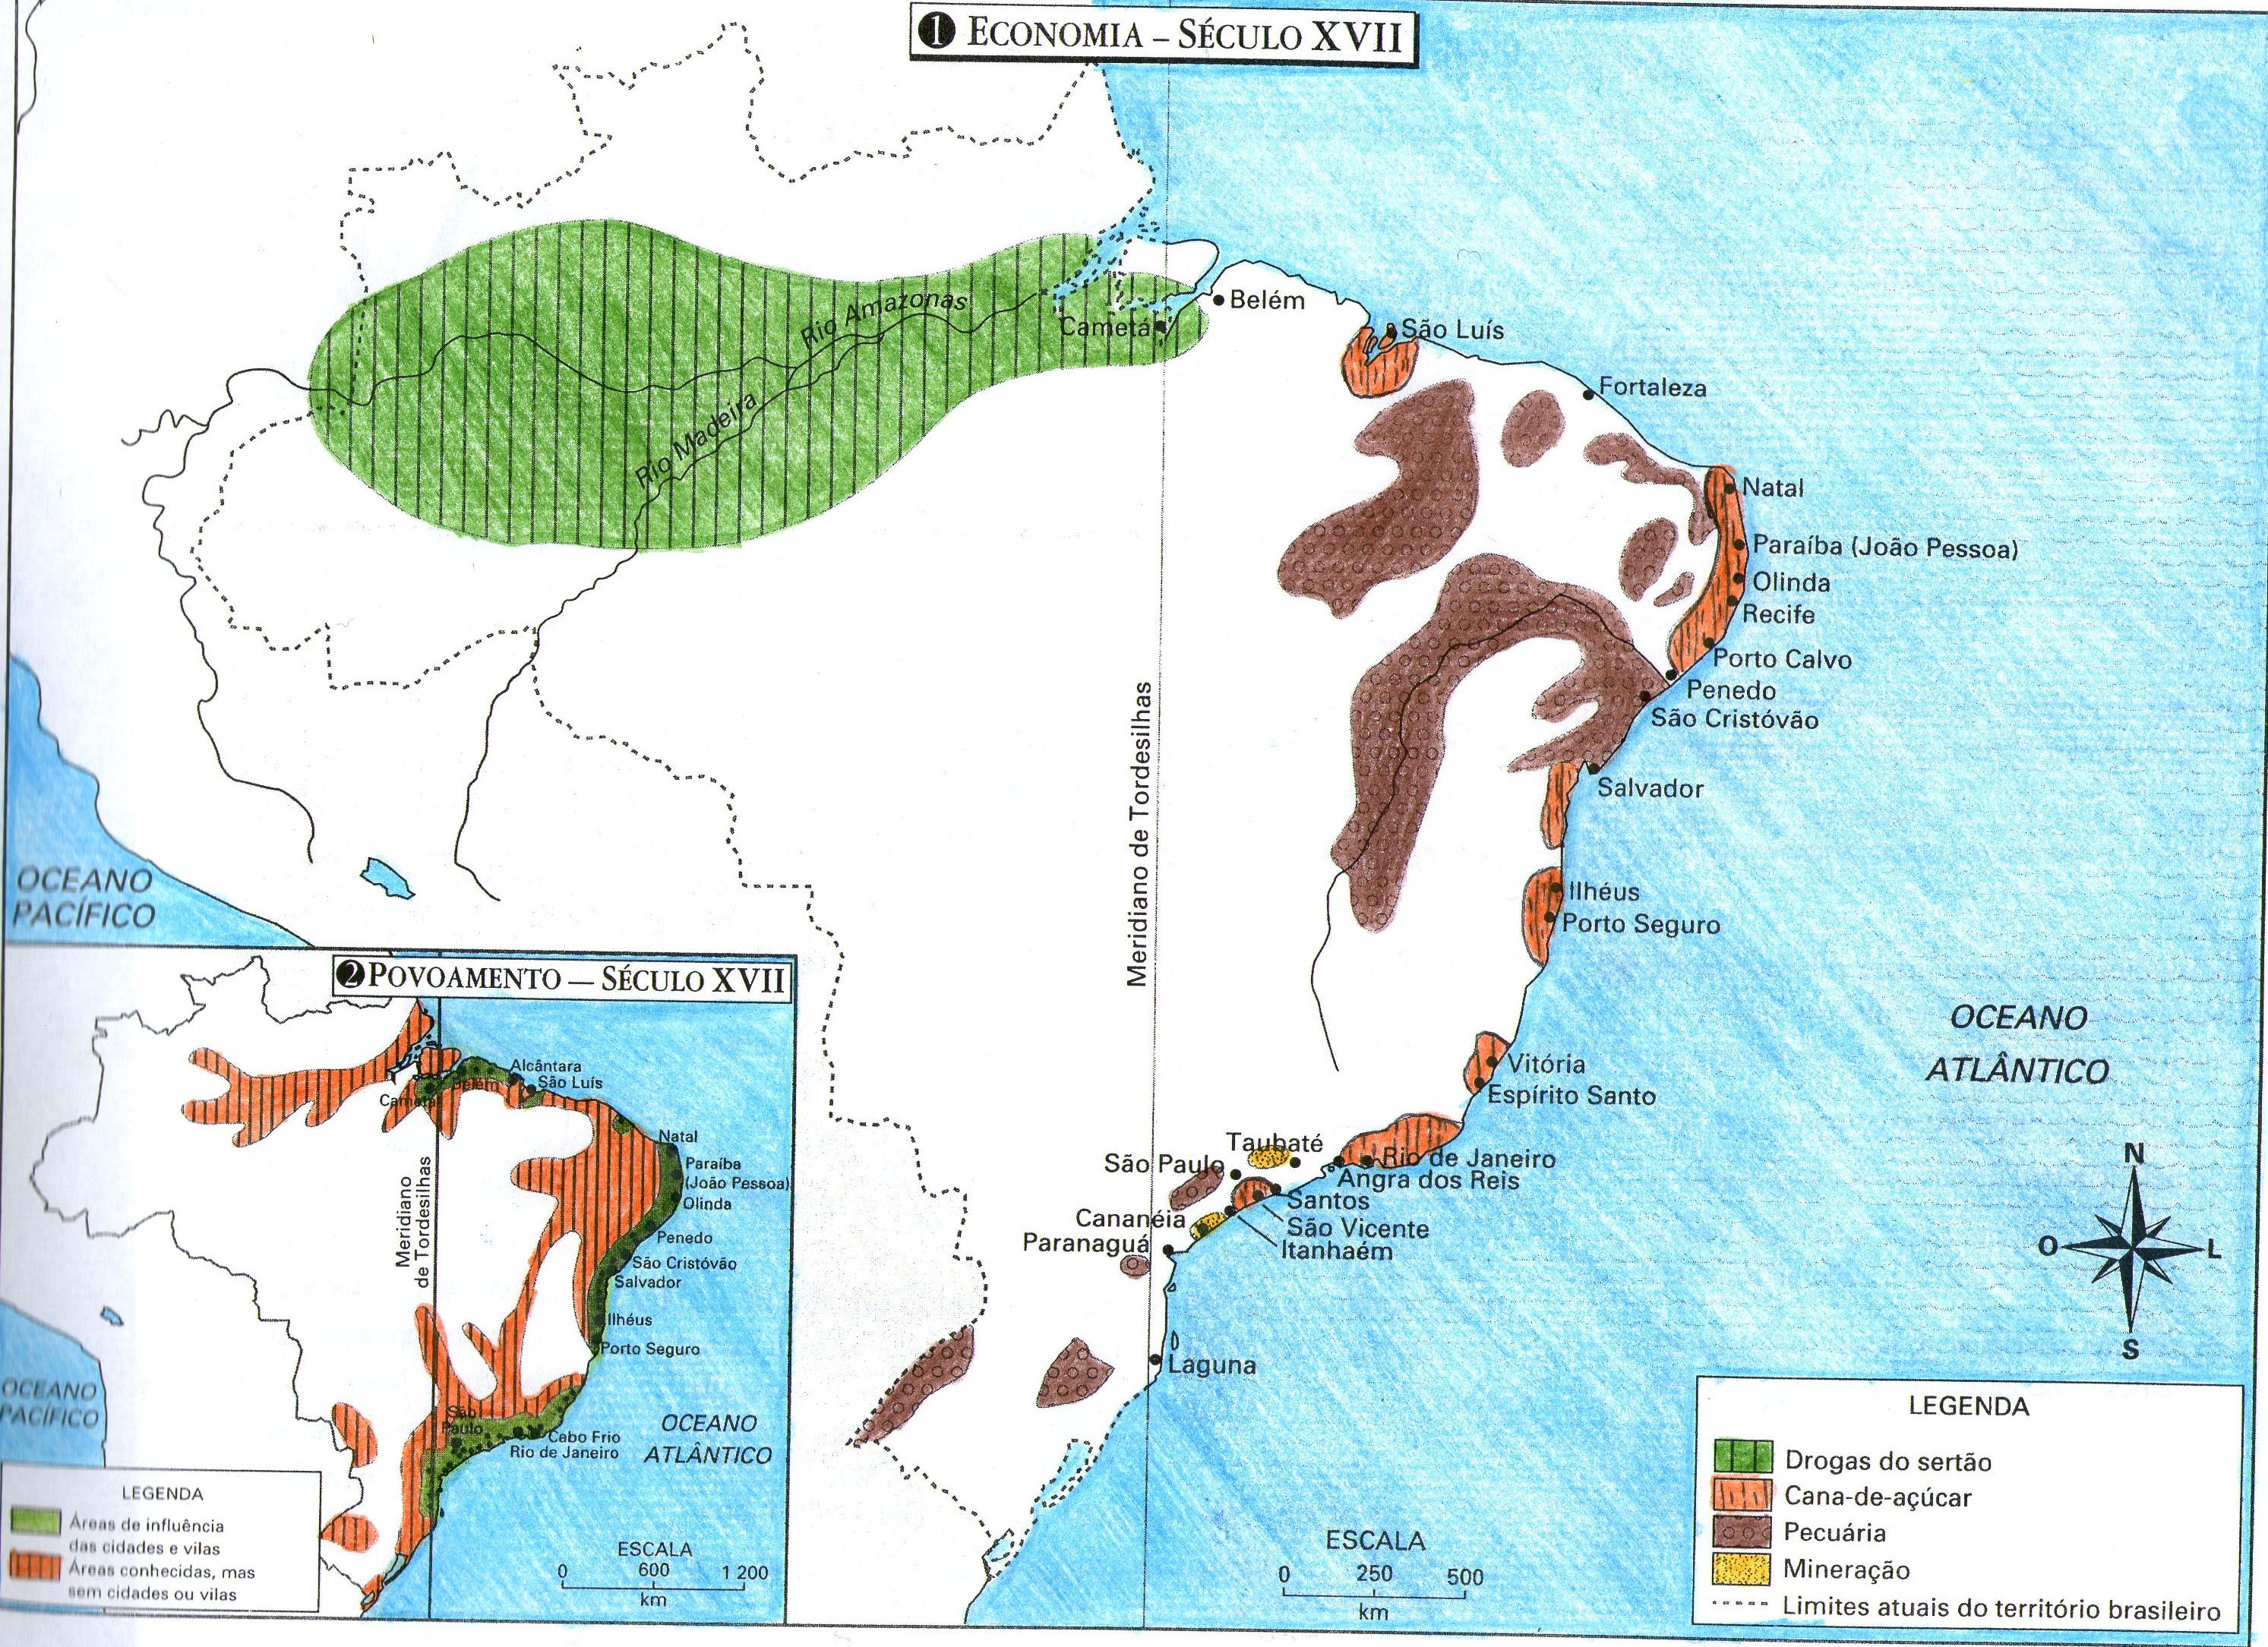 1 ECONOMIA – SÉCULO XVII
Rio Amazonas
Rio Madeira
Cametá
Belém
São Luís
Fortaleza
Natal
Paraíba (João Pessoa)
Olinda
Recife
Porto Calvo
Penedo
São Cristóvão
Salvador
Ilhéus
Porto Seguro
Vitória
Espírito Santo
Taubaté
São Paulo
Rio de Janeiro
Angra dos Reis
Santos
São Vicente
Itanhaém
Cananéia
Paranaguá
Laguna
Meridiano de Tordesilhas
OCEANO
PACÍFICO
OCEANO
ATLÂNTICO
N
O
L
S
ESCALA
0 250 500
km
LEGENDA
Drogas do sertão
Cana-de-açúcar
Pecuária
Mineração
Limites atuais do território brasileiro
2 POVOAMENTO — SÉCULO XVII
Alcântara
São Luís
Belém
Cametá
Natal
Paraíba
(João Pessoa)
Olinda
Penedo
São Cristóvão
Salvador
Ilhéus
Porto Seguro
São
Paulo
Cabo Frio
Rio de Janeiro
Meridiano
de Tordesilhas
OCEANO
PACÍFICO
OCEANO
ATLÂNTICO
LEGENDA
Áreas de influência
das cidades e vilas
Áreas conhecidas, mas
sem cidades ou vilas
ESCALA
0 600 1 200
km